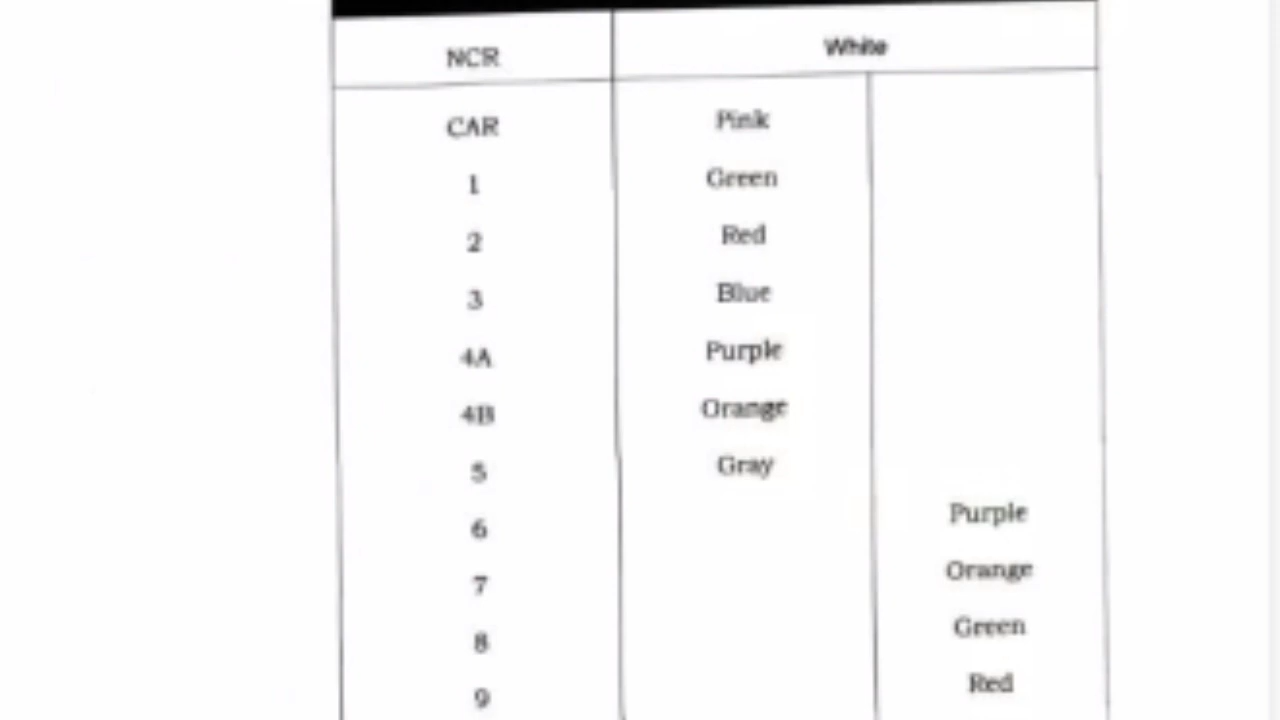 NCR White
CAR Pink
1 Green
2 Red
3 Blue
4A Purple
4B Orange
5 Gray
6 Purple
7 Orange
8 Green
9 Red